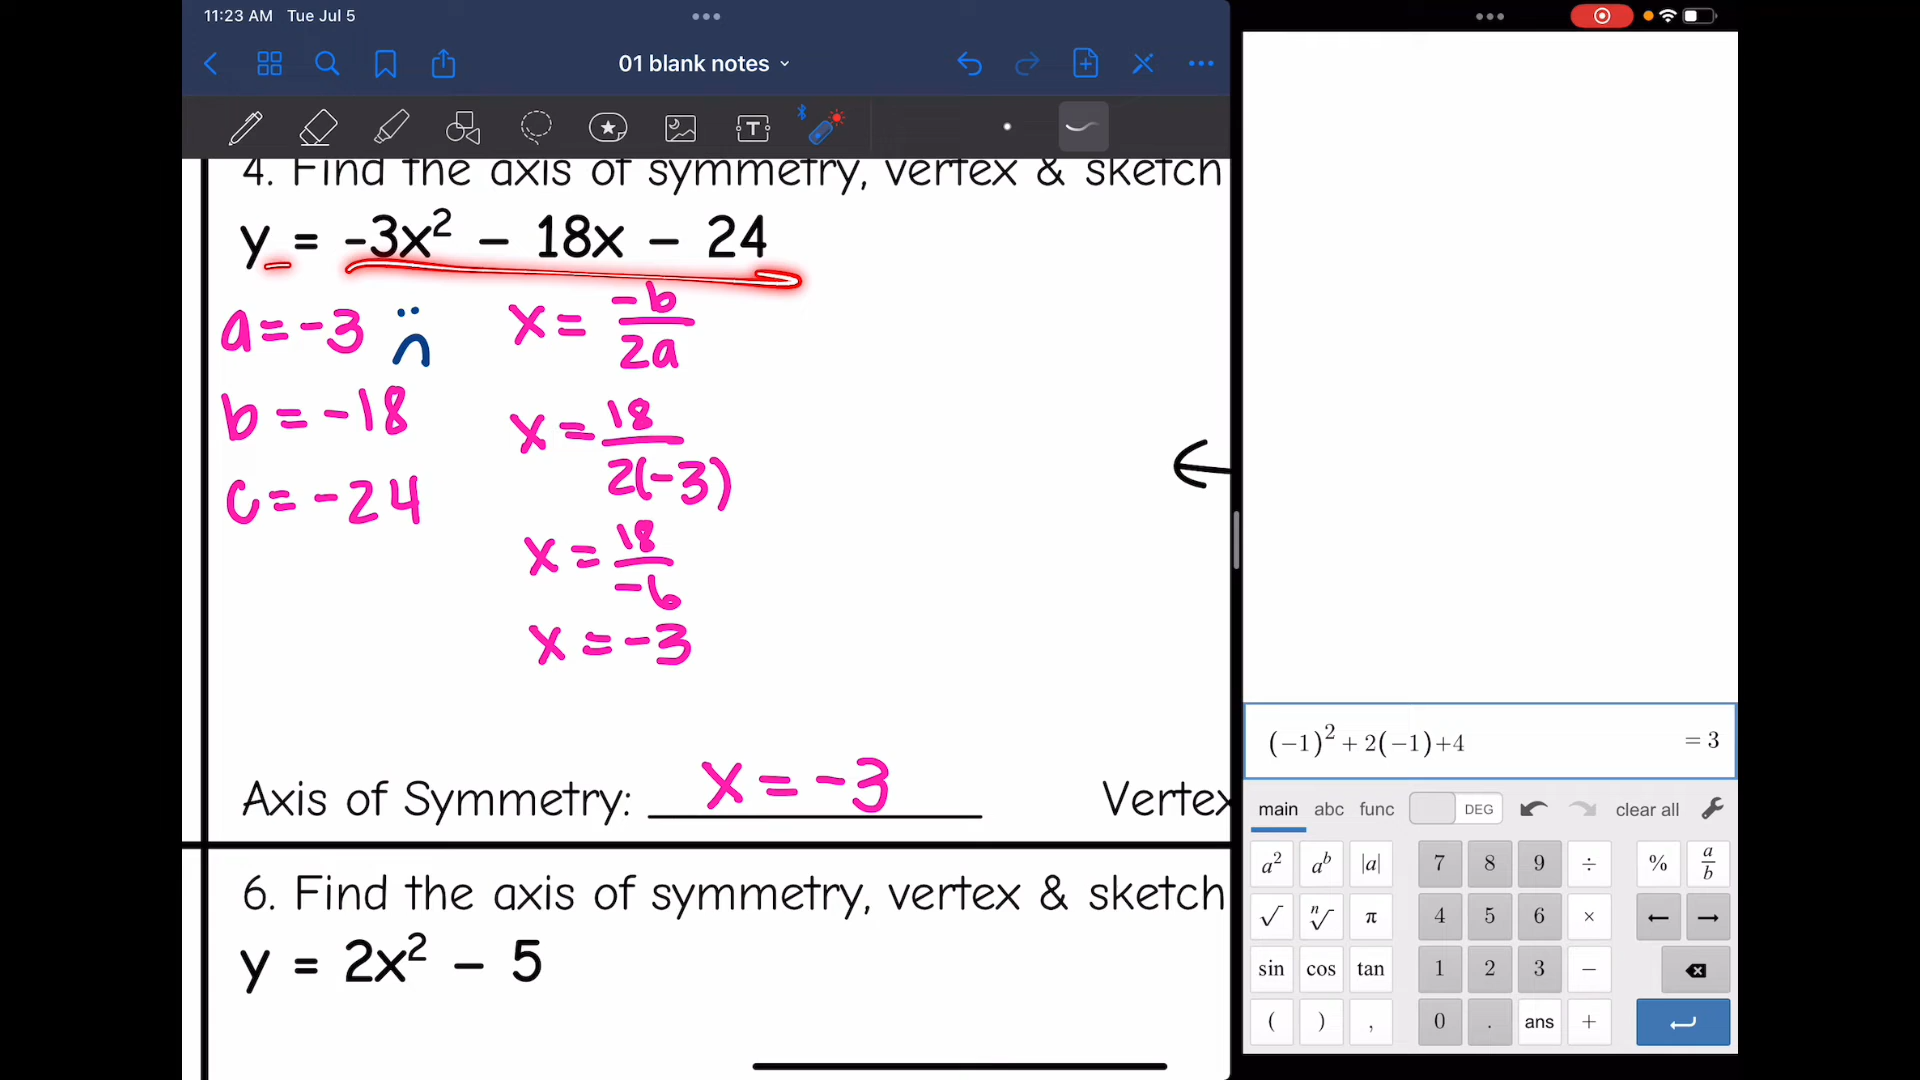 11:23 AM Tue Jul 5
01 blank notes
4. Find the axis of symmetry, vertex & sketch
y = -3x² – 18x – 24
a = -3
b = -18
c = -24
x = -b/2a
x = 18/2(-3)
x = 18/-6
x = -3
Axis of Symmetry: x = -3
Vertex
6. Find the axis of symmetry, vertex & sketch
y = 2x² – 5
(−1)² + 2(−1)+4 = 3
main abc func DEG clear all
a² aᵇ |a| 7 8 9 ÷ % a/b
√ ⁿ√ π 4 5 6 × ← →
sin cos tan 1 2 3 −
( ) , 0 . ans +